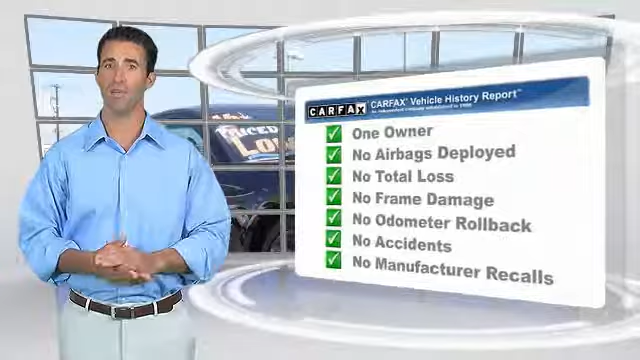 CARFAX
CARFAX Vehicle History Report™
One Owner
No Airbags Deployed
No Total Loss
No Frame Damage
No Odometer Rollback
No Accidents
No Manufacturer Recalls